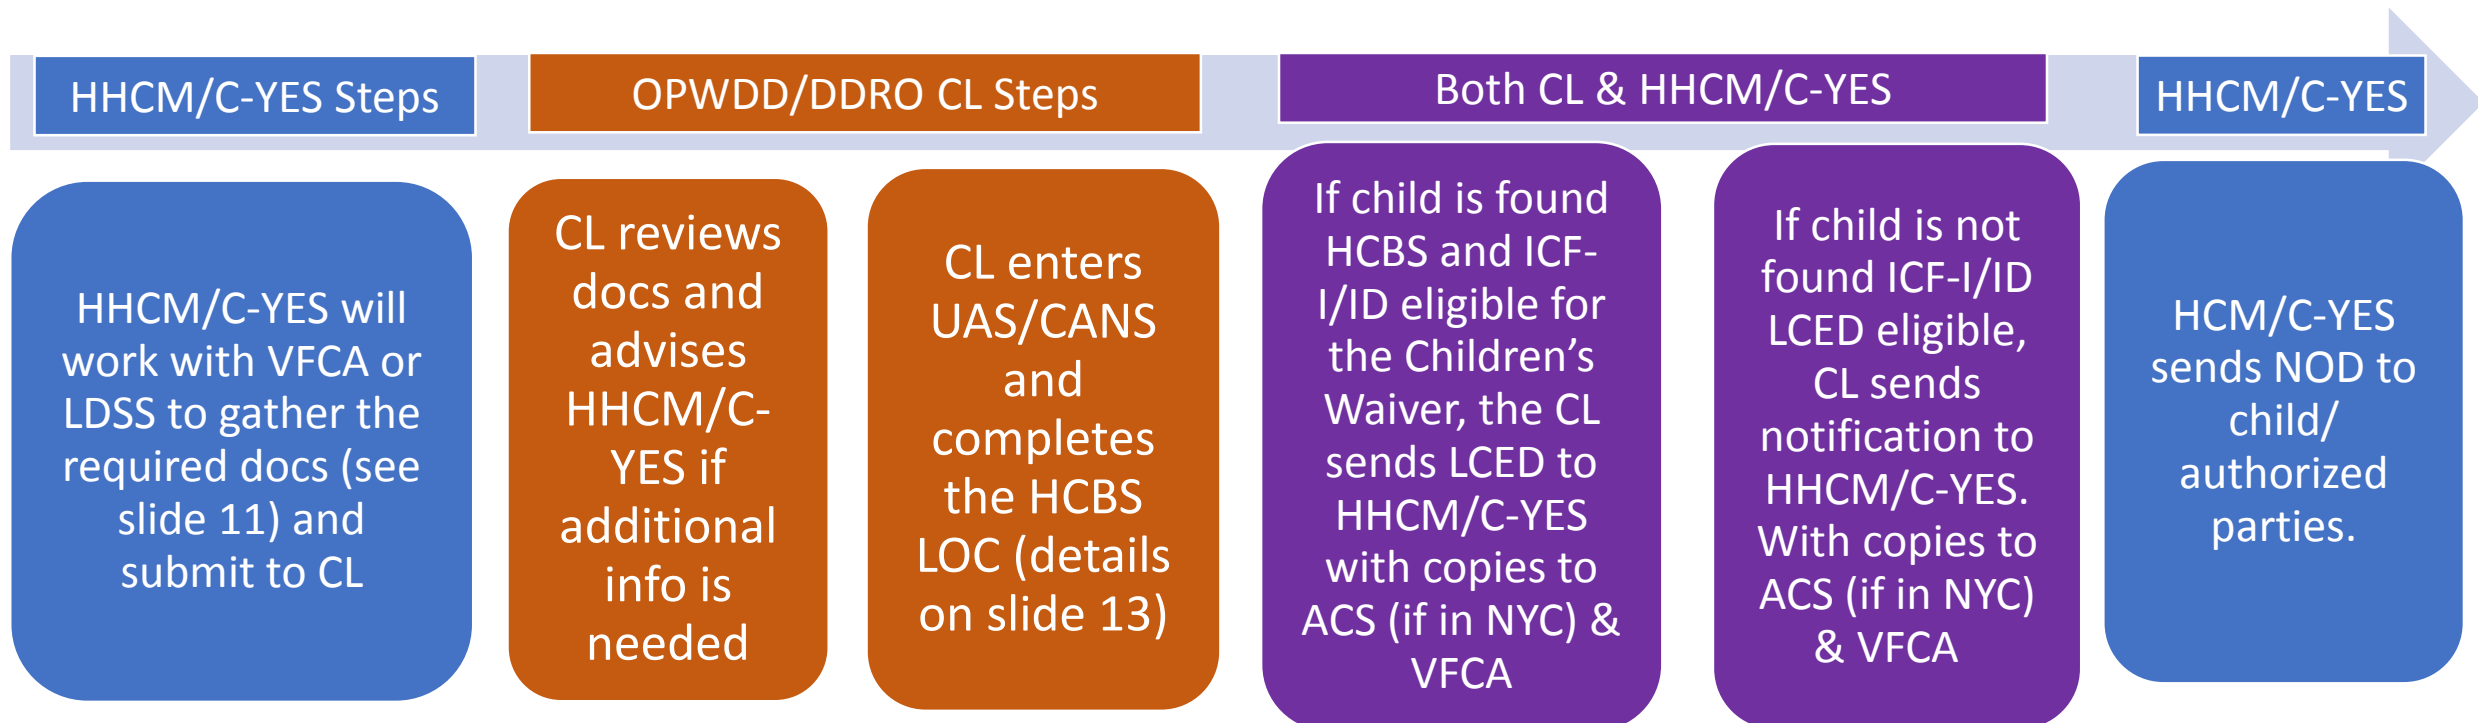 HHCM/C-YES Steps
OPWDD/DDRO CL Steps
Both CL & HHCM/C-YES
HHCM/C-YES
HHCM/C-YES will
work with VFCA or
LDSS to gather the
required docs (see
slide 11) and
submit to CL
CL reviews
docs and
advises
HHCM/C-
YES if
additional
info is
needed
CL enters
UAS/CANS
and
completes
the HCBS
LOC (details
on slide 13)
If child is found
HCBS and ICF-
I/ID eligible for
the Children’s
Waiver, the CL
sends LCED to
HHCM/C-YES
with copies to
ACS (if in NYC) &
VFCA
If child is not
found ICF-I/ID
LCED eligible,
CL sends
notification to
HHCM/C-YES.
With copies to
ACS (if in NYC)
& VFCA
HCM/C-YES
sends NOD to
child/
authorized
parties.